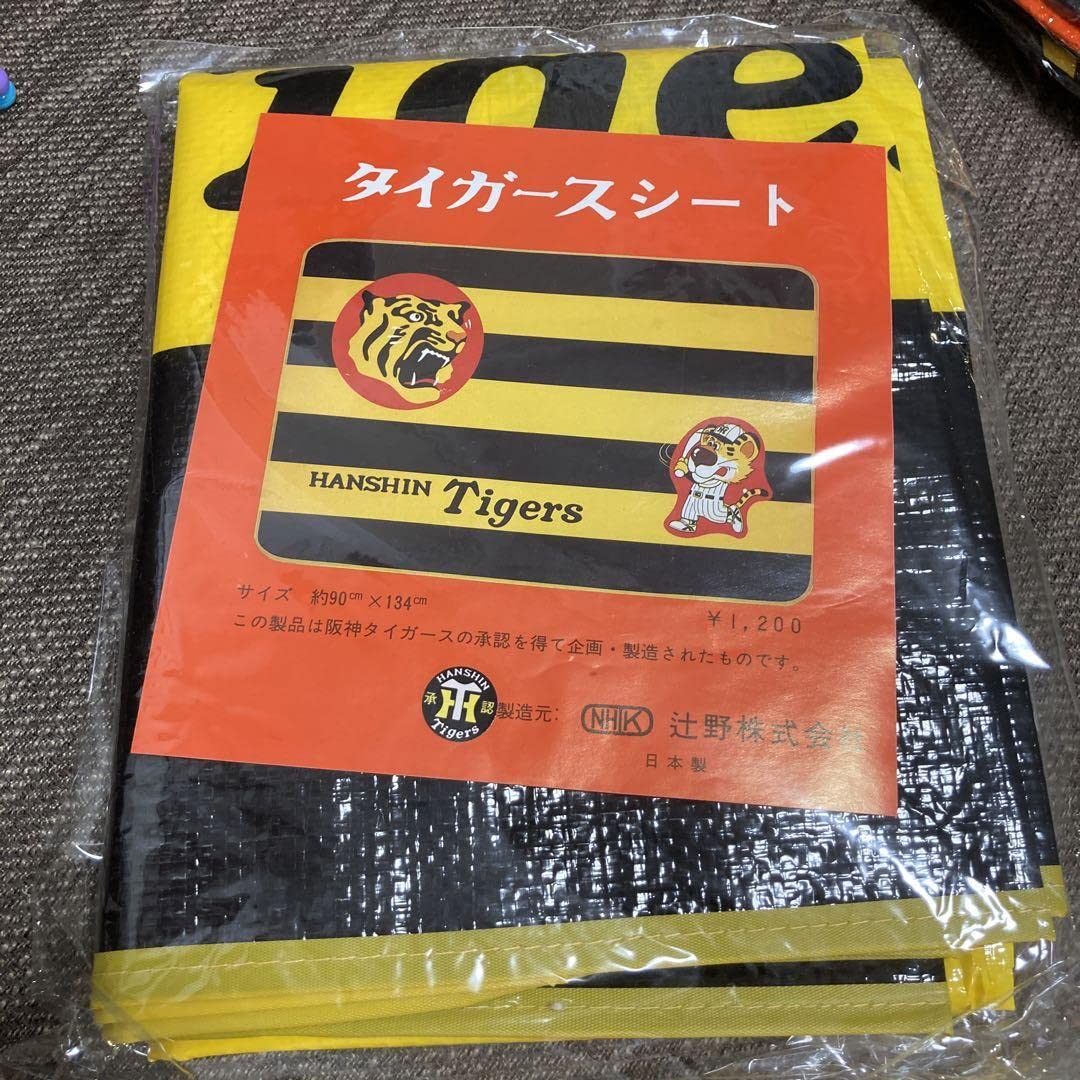 ige
タイガースシート
HANSHIN Tigers
サイズ 約90cm×134cm
¥1,200
この製品は阪神タイガースの承認を得て企画・製造されたものです。
HANSHIN
承 TH 認
Tigers
製造元: NHK 辻野株式会社
日本製